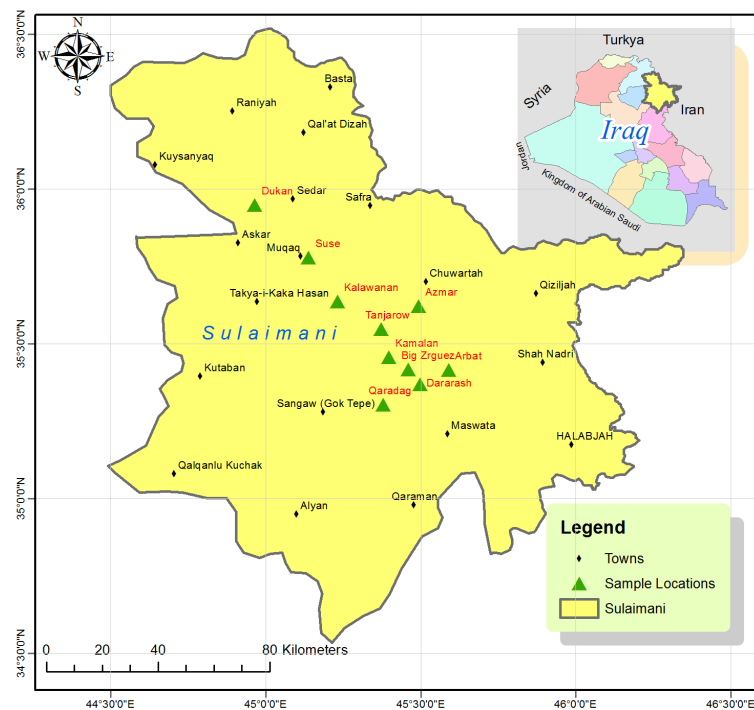 36°30'0"N
36°0'0"N
35°30'0"N
35°0'0"N
34°30'0"N
N
W
E
S
Turkya
Syria
Iran
Iraq
Jordan
Kingdom of Arabian Saudi
Basta
Raniyah
Qal'at Dizah
Kuysanyaq
Dukan
Sedar
Safra
Askar
Suse
Muqaq
Chuwartah
Qiziljah
Kalawanan
Takya-i-Kaka Hasan
Azmar
Tanjarow
Sulaimani
Kamalan
Big Zrguez
Arbat
Shah Nadri
Kutaban
Dararash
Qaradag
Sangaw (Gok Tepe)
Maswata
HALABJAH
Qalqanlu Kuchak
Qaraman
Alyan
Legend
Towns
Sample Locations
Sulaimani
0 20 40 80 Kilometers
44°30'0"E 45°0'0"E 45°30'0"E 46°0'0"E 46°30'0"E